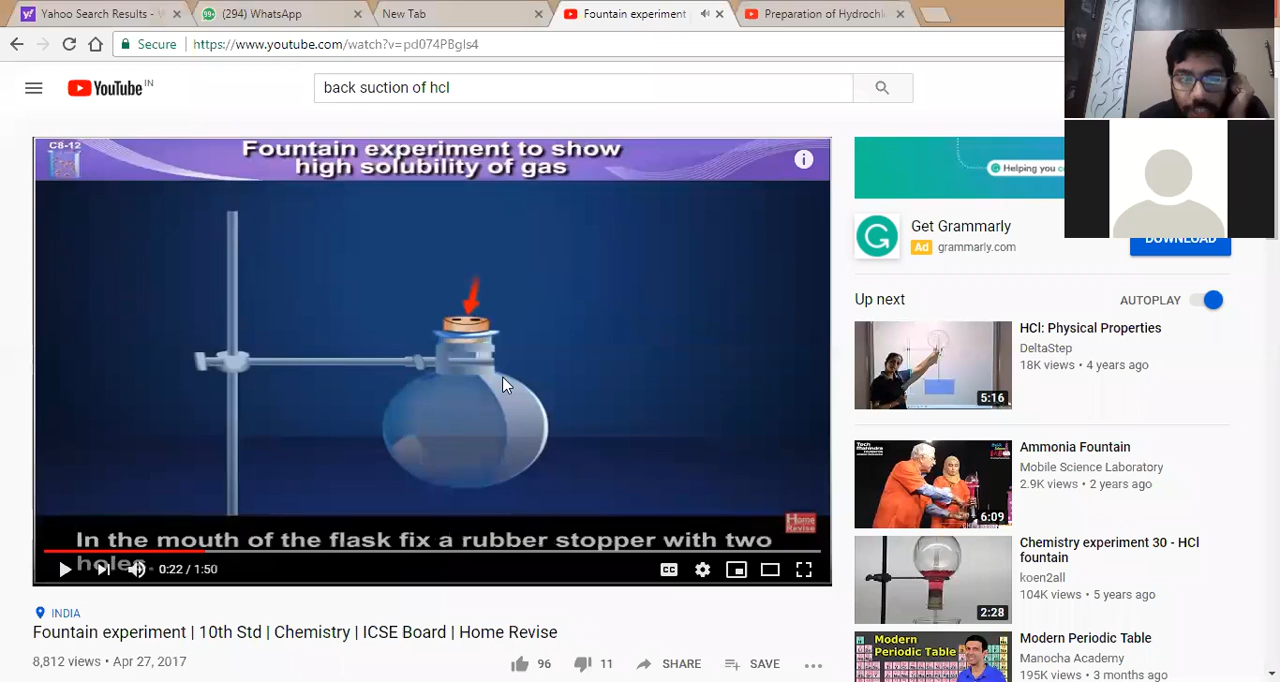 Yahoo Search Results -
(294) WhatsApp
New Tab
Fountain experiment
Preparation of Hydrochl
Secure
https://www.youtube.com/watch?v=pd074PBgIs4
YouTube IN
back suction of hcl
C8-12
Fountain experiment to show
high solubility of gas
In the mouth of the flask fix a rubber stopper with two
holes.
Home
Revise
0:22 / 1:50
CC
INDIA
Fountain experiment | 10th Std | Chemistry | ICSE Board | Home Revise
8,812 views • Apr 27, 2017
96
11
SHARE
SAVE
Helping you
Get Grammarly
Ad grammarly.com
DOWNLOAD
Up next
AUTOPLAY
HCl: Physical Properties
DeltaStep
18K views • 4 years ago
5:16
Ammonia Fountain
Mobile Science Laboratory
2.9K views • 2 years ago
Tech
Mahindra
6:09
Chemistry experiment 30 - HCl
fountain
koen2all
104K views • 5 years ago
2:28
Modern Periodic Table
Manocha Academy
195K views • 3 months ago
Modern
Periodic Table